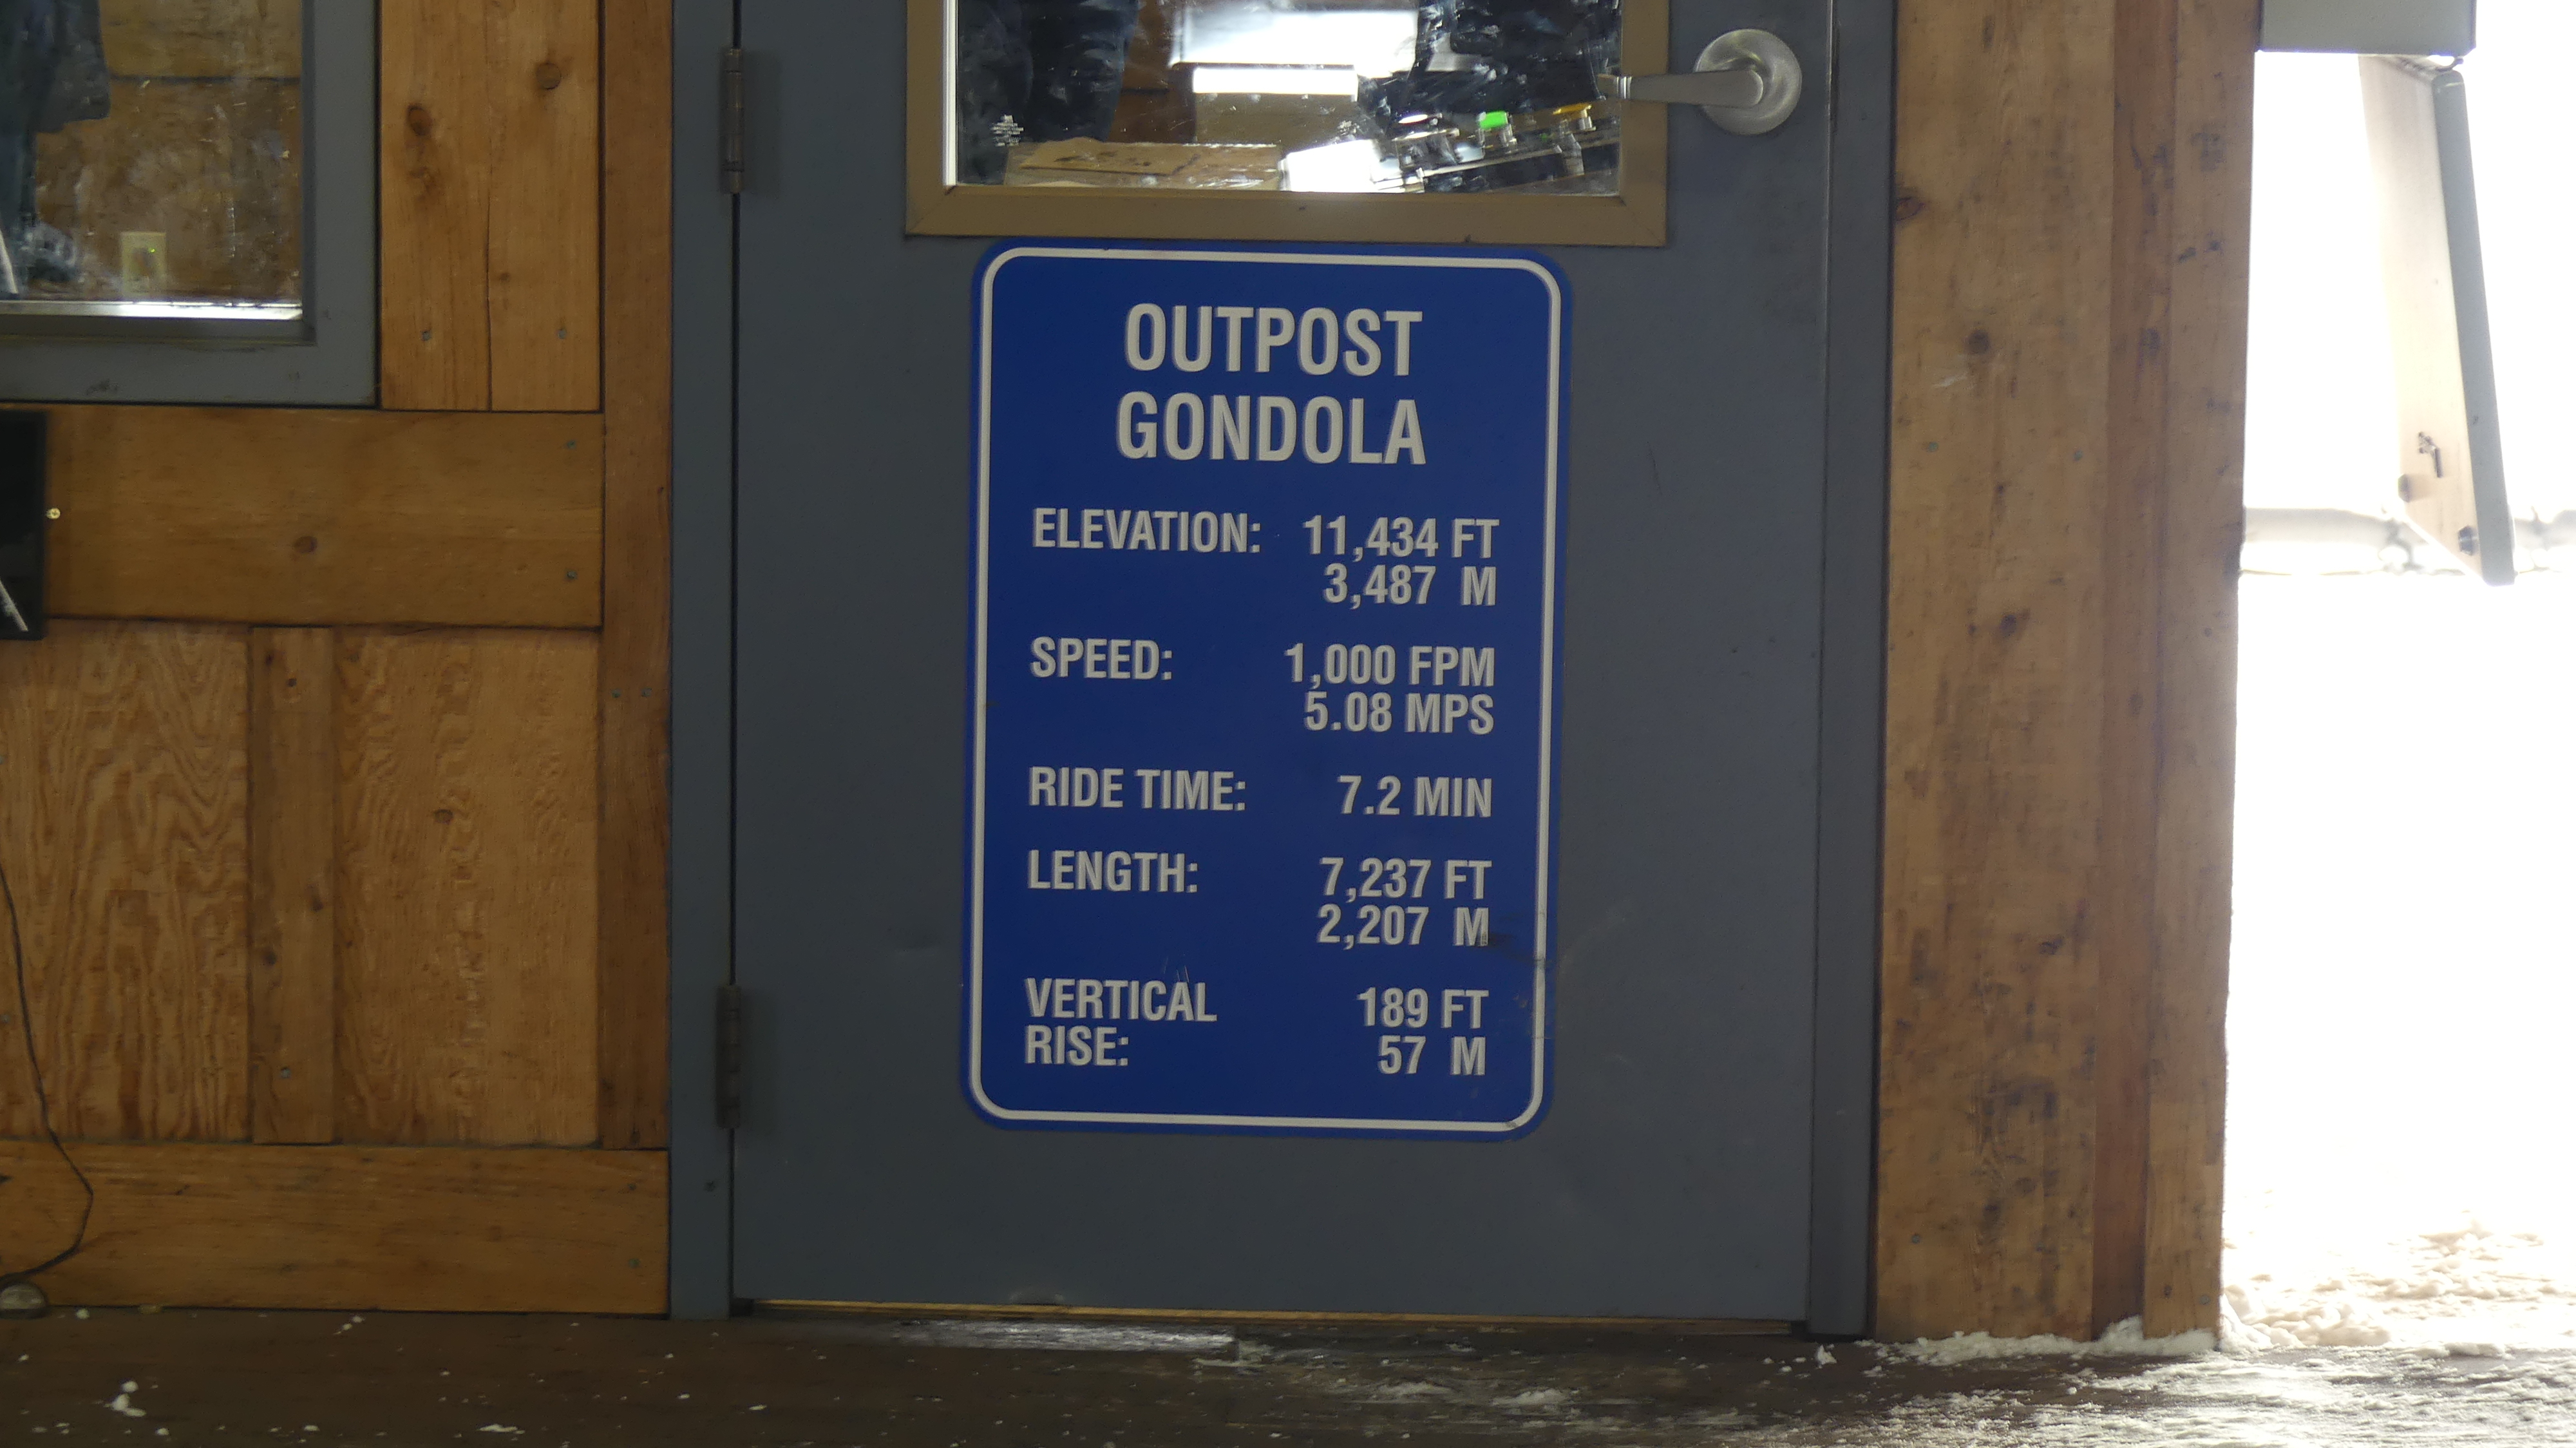 OUTPOST
GONDOLA
ELEVATION: 11,434 FT
3,487 M
SPEED: 1,000 FPM
5.08 MPS
RIDE TIME: 7.2 MIN
LENGTH: 7,237 FT
2,207 M
VERTICAL 189 FT
RISE: 57 M